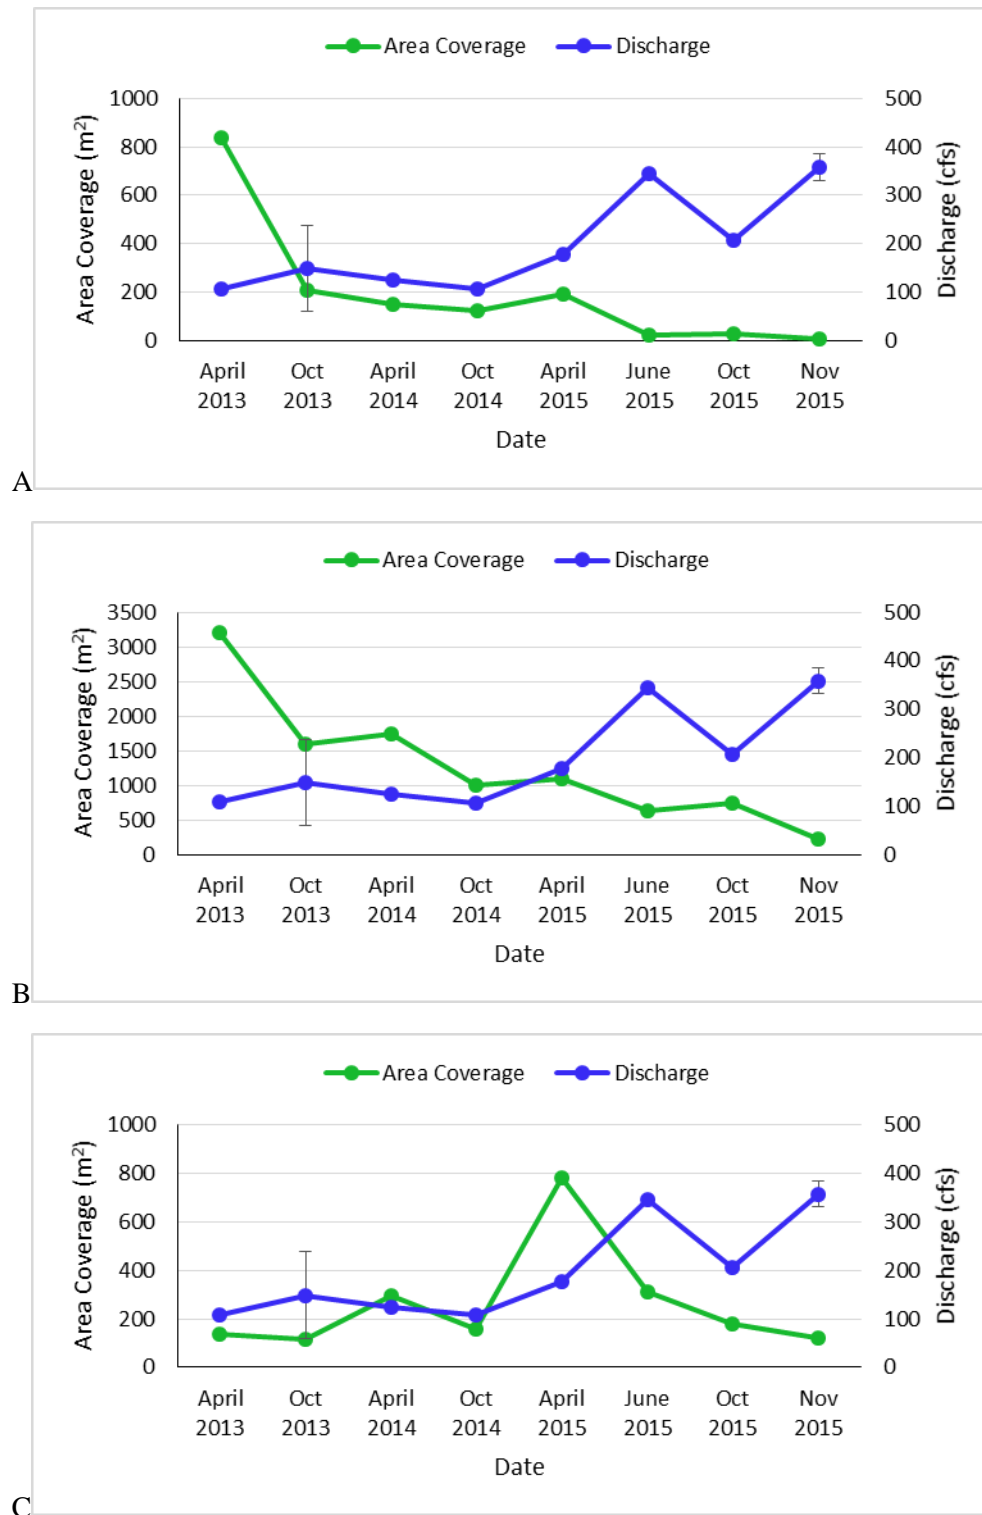 Area Coverage Discharge
1000 500
800 400
600 300
400 200
200 100
0 0
Area Coverage (m²)
Discharge (cfs)
April Oct April Oct April June Oct Nov
2013 2013 2014 2014 2015 2015 2015 2015
Date
A
Area Coverage Discharge
3500 500
3000 400
2500 300
2000 200
1500 100
1000 0
500
0
Area Coverage (m²)
Discharge (cfs)
April Oct April Oct April June Oct Nov
2013 2013 2014 2014 2015 2015 2015 2015
Date
B
Area Coverage Discharge
1000 500
800 400
600 300
400 200
200 100
0 0
Area Coverage (m²)
Discharge (cfs)
April Oct April Oct April June Oct Nov
2013 2013 2014 2014 2015 2015 2015 2015
Date
C